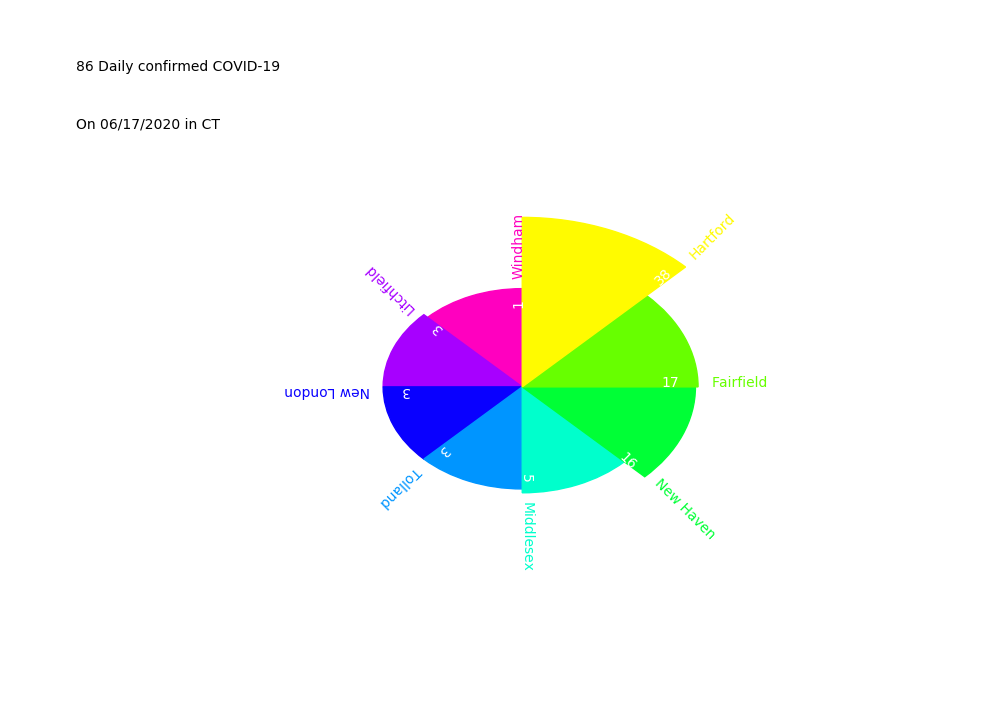 86 Daily confirmed COVID-19
On 06/17/2020 in CT
Windham
1
Hartford
38
Fairfield
17
New Haven
16
Middlesex
5
Tolland
3
New London
3
Litchfield
3